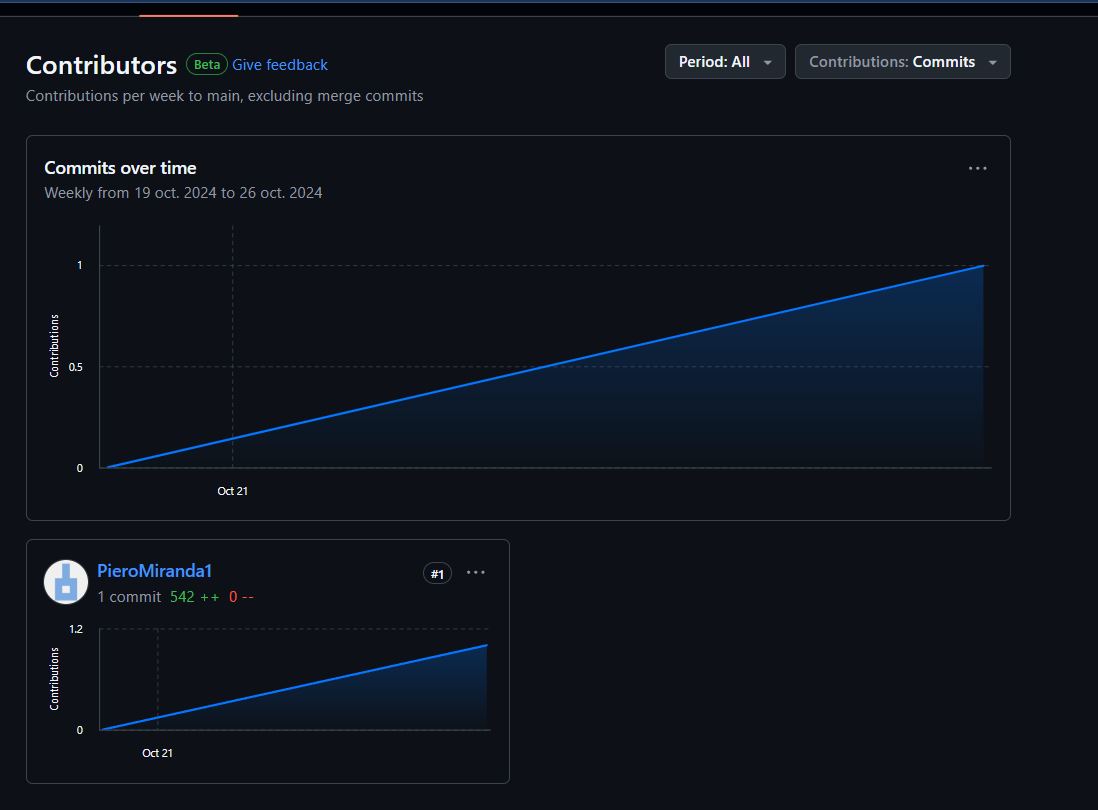 Contributors Beta Give feedback
Period: All
Contributions: Commits
Contributions per week to main, excluding merge commits
Commits over time
Weekly from 19 oct. 2024 to 26 oct. 2024
Contributions
1
0.5
0
Oct 21
PieroMiranda1
#1
1 commit 542 ++ 0 --
Contributions
1.2
0
Oct 21